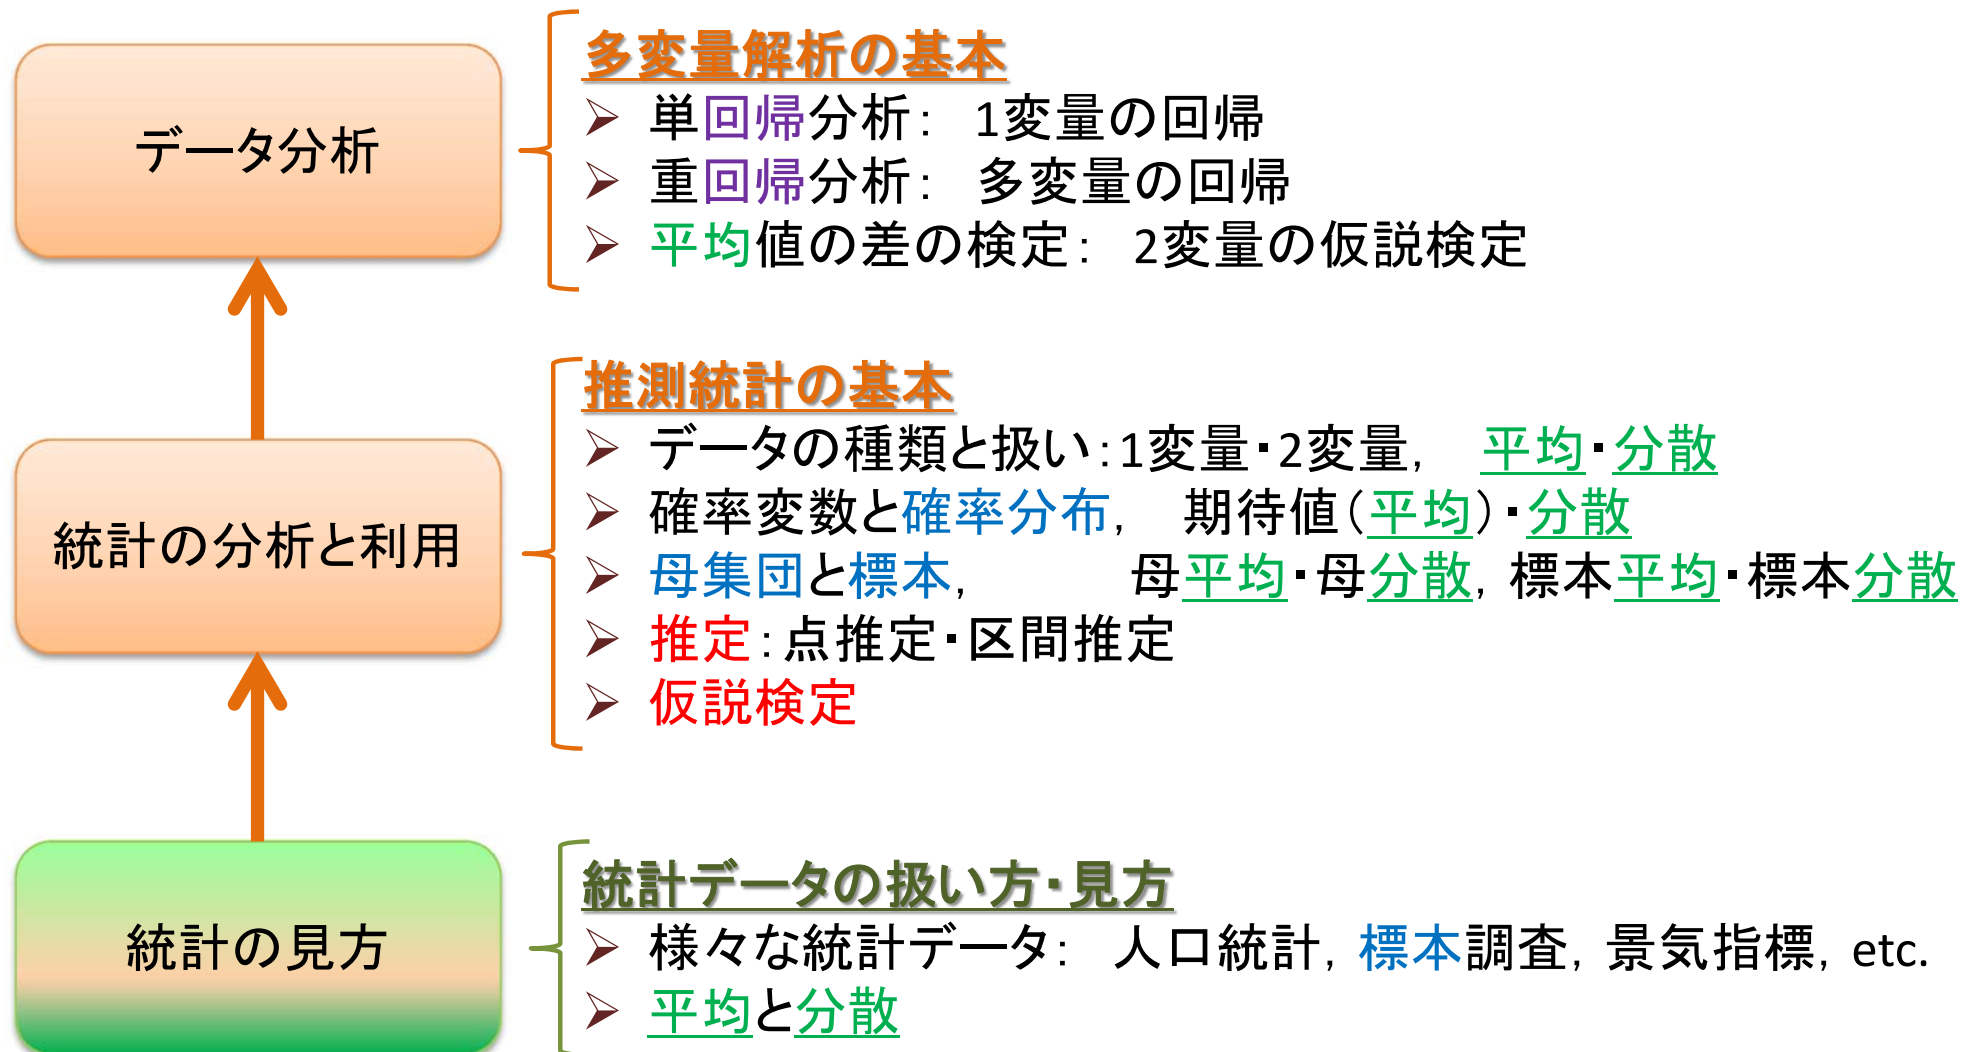 データ分析
多変量解析の基本
単回帰分析： 1変量の回帰
重回帰分析： 多変量の回帰
平均値の差の検定： 2変量の仮説検定
統計の分析と利用
推測統計の基本
データの種類と扱い：1変量・2変量， 平均・分散
確率変数と確率分布， 期待値（平均）・分散
母集団と標本， 母平均・母分散，標本平均・標本分散
推定：点推定・区間推定
仮説検定
統計の見方
統計データの扱い方・見方
様々な統計データ： 人口統計，標本調査，景気指標，etc.
平均と分散